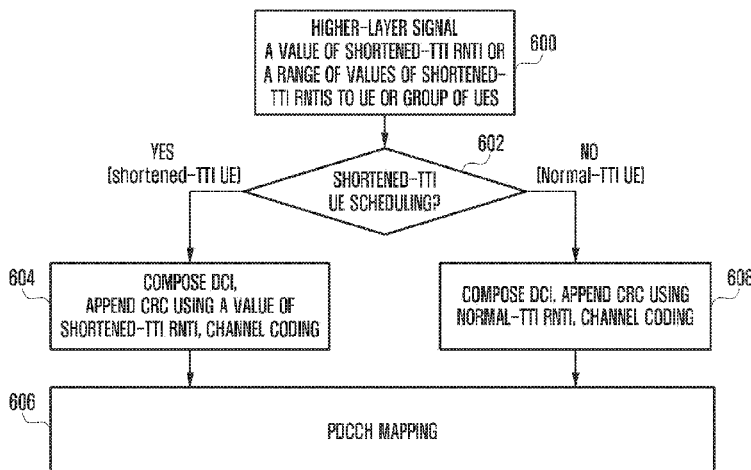 HIGHER-LAYER SIGNAL
A VALUE OF SHORTENED-TTI RNTI OR
A RANGE OF VALUES OF SHORTENED-
TTI RNTIS TO UE OR GROUP OF UES
600
602
YES
(shortened-TTI UE)
NO
(Normal-TTI UE)
SHORTENED-TTI
UE SCHEDULING?
604
COMPOSE DCI,
APPEND CRC USING A VALUE OF
SHORTENED-TTI RNTI, CHANNEL CODING
COMPOSE DCI. APPEND CRC USING
NORMAL-TTI RNTI, CHANNEL CODING
608
606
PDCCH MAPPING